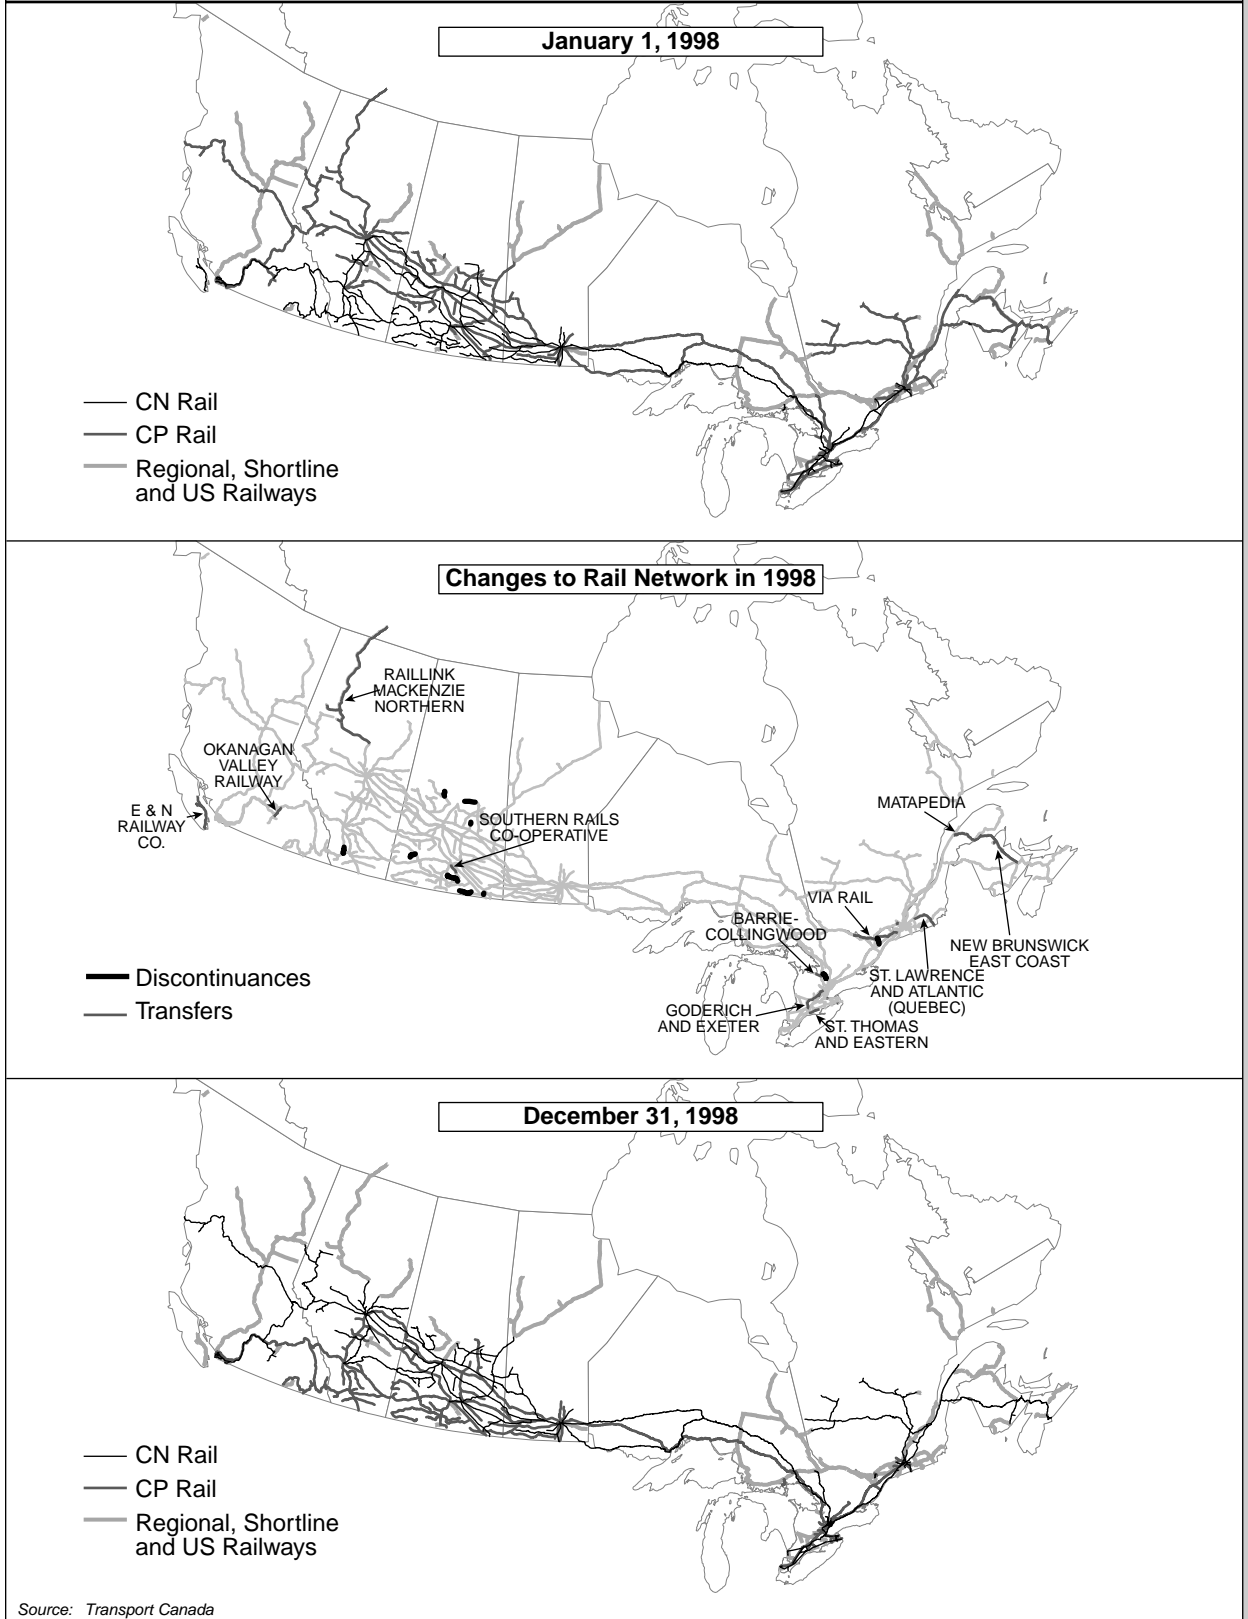 January 1, 1998
CN Rail
CP Rail
Regional, Shortline
and US Railways
Changes to Rail Network in 1998
RAILLINK
MACKENZIE
NORTHERN
OKANAGAN
VALLEY
RAILWAY
E & N
RAILWAY
CO.
SOUTHERN RAILS
CO-OPERATIVE
MATAPEDIA
VIA RAIL
BARRIE-
COLLINGWOOD
NEW BRUNSWICK
EAST COAST
ST. LAWRENCE
AND ATLANTIC
(QUEBEC)
GODERICH
AND EXETER
ST. THOMAS
AND EASTERN
Discontinuances
Transfers
December 31, 1998
CN Rail
CP Rail
Regional, Shortline
and US Railways
Source: Transport Canada